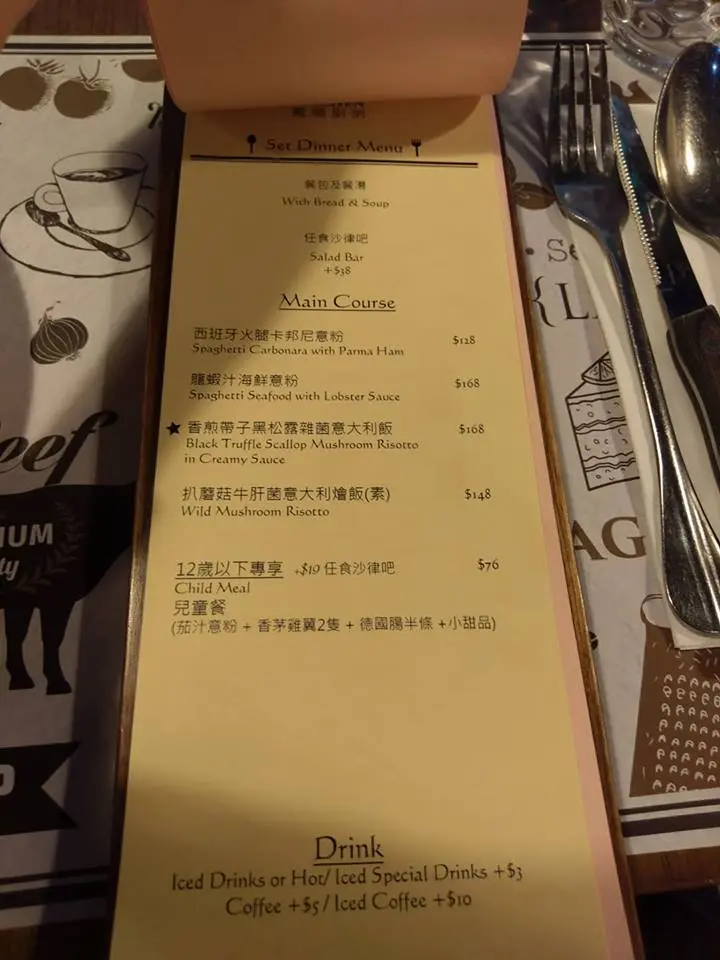 Set Dinner Menu
餐包及餐湯
With Bread & Soup
任食沙律吧
Salad Bar
+$38
Main Course
西班牙火腿卡邦尼意粉 $128
Spaghetti Carbonara with Parma Ham
龍蝦汁海鮮意粉 $168
Spaghetti Seafood with Lobster Sauce
★ 香煎帶子黑松露雜菌意大利飯 $168
Black Truffle Scallop Mushroom Risotto
in Creamy Sauce
扒蘑菇牛肝菌意大利燴飯(素) $148
Wild Mushroom Risotto
12歲以下專享 +$19 任食沙律吧 $76
Child Meal
兒童餐
(茄汁意粉 + 香茅雞翼2隻 + 德國腸半條 +小甜品)
Drink
Iced Drinks or Hot/ Iced Special Drinks +$3
Coffee +$5 / Iced Coffee +$10
eef
IUM
ly
P
{L
AG